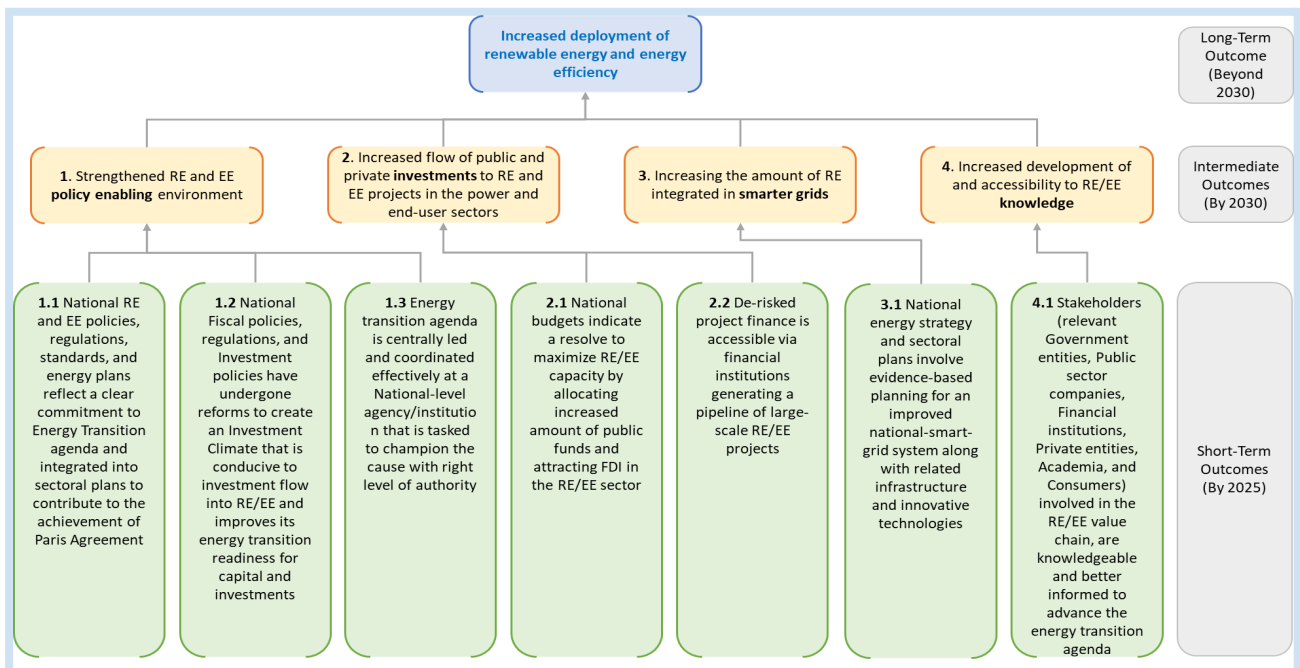 Increased deployment of
renewable energy and energy
efficiency
Long-Term
Outcome
(Beyond
2030)
1. Strengthened RE and EE
policy enabling environment
2. Increased flow of public and
private investments to RE and
EE projects in the power and
end-user sectors
3. Increasing the amount of RE
integrated in smarter grids
4. Increased development of
and accessibility to RE/EE
knowledge
Intermediate
Outcomes
(By 2030)
1.1 National RE
and EE policies,
regulations,
standards, and
energy plans
reflect a clear
commitment to
Energy Transition
agenda and
integrated into
sectoral plans to
contribute to the
achievement of
Paris Agreement
1.2 National
Fiscal policies,
regulations, and
Investment
policies have
undergone
reforms to create
an Investment
Climate that is
conducive to
investment flow
into RE/EE and
improves its
energy transition
readiness for
capital and
investments
1.3 Energy
transition agenda
is centrally led
and coordinated
effectively at a
National-level
agency/institutio
n that is tasked
to champion the
cause with right
level of authority
2.1 National
budgets indicate
a resolve to
maximize RE/EE
capacity by
allocating
increased
amount of public
funds and
attracting FDI in
the RE/EE sector
2.2 De-risked
project finance is
accessible via
financial
institutions
generating a
pipeline of large-
scale RE/EE
projects
3.1 National
energy strategy
and sectoral
plans involve
evidence-based
planning for an
improved
national-smart-
grid system along
with related
infrastructure
and innovative
technologies
4.1 Stakeholders
(relevant
Government
entities, Public
sector
companies,
Financial
institutions,
Private entities,
Academia, and
Consumers)
involved in the
RE/EE value
chain, are
knowledgeable
and better
informed to
advance the
energy transition
agenda
Short-Term
Outcomes
(By 2025)